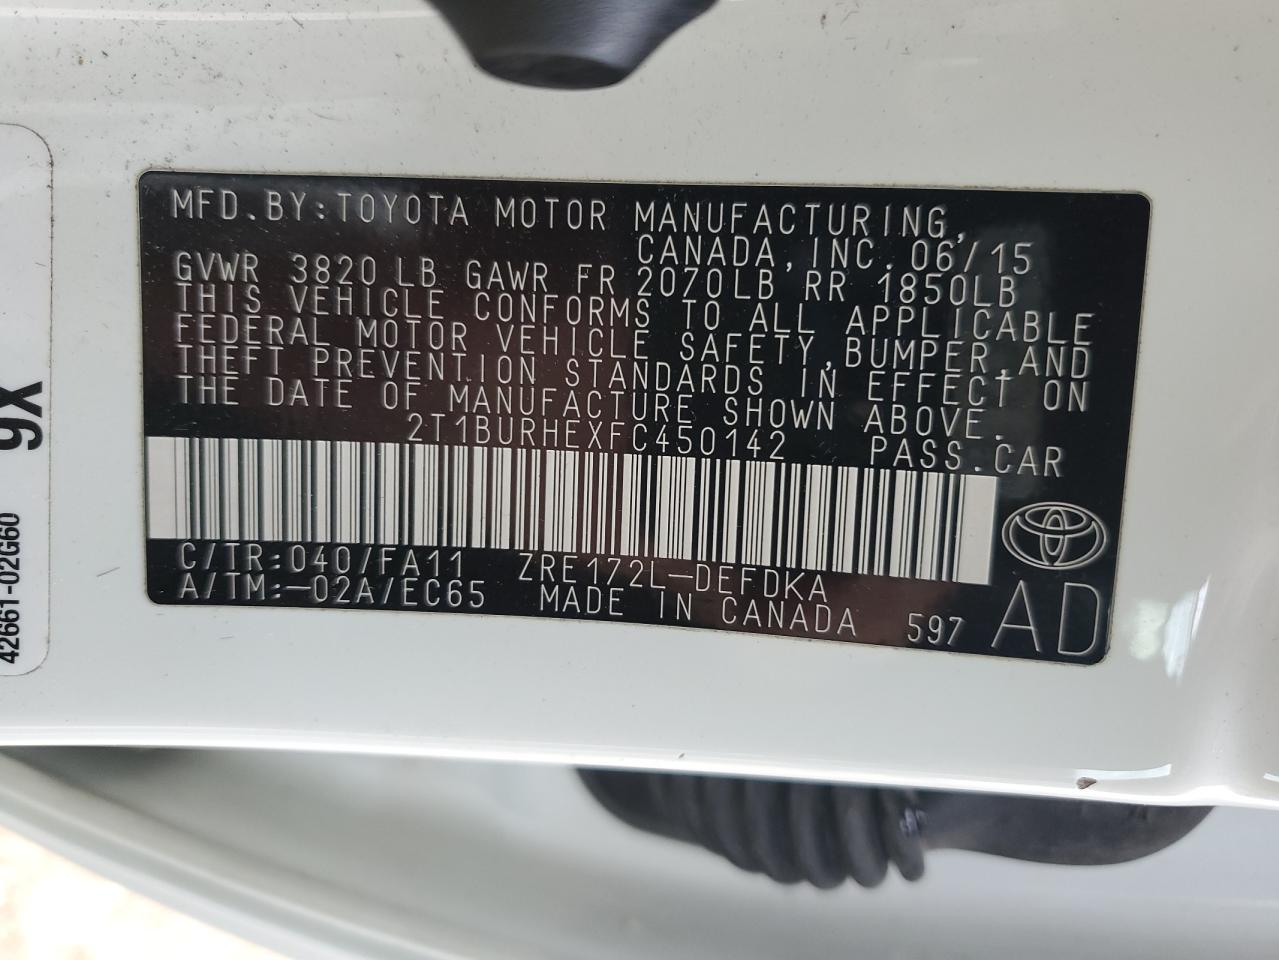 MFD.BY:TOYOTA MOTOR MANUFACTURING,
CANADA,INC.06/15
GVWR 3820 LB GAWR FR 2070LB RR 1850LB
THIS VEHICLE CONFORMS TO ALL APPLICABLE
FEDERAL MOTOR VEHICLE SAFETY,BUMPER,AND
THEFT PREVENTION STANDARDS IN EFFECT ON
THE DATE OF MANUFACTURE SHOWN ABOVE.
2T1BURHEXFC450142 PASS.CAR
C/TR:040/FA11 ZRE172L-DEFDKA
A/TM:-02A/EC65 MADE IN CANADA 597 AD
9X
42661-02G60